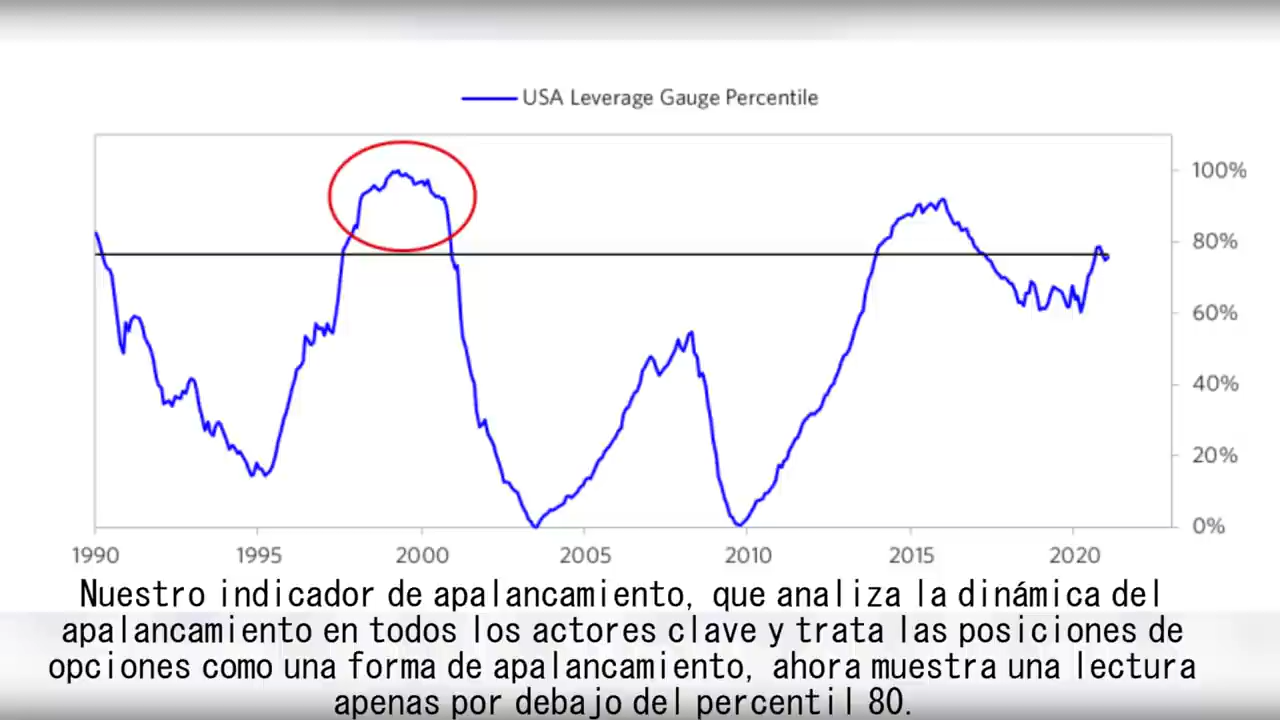 USA Leverage Gauge Percentile
100%
80%
60%
40%
20%
0%
1990 1995 2000 2005 2010 2015 2020
Nuestro indicador de apalancamiento, que analiza la dinámica del
apalancamiento en todos los actores clave y trata las posiciones de
opciones como una forma de apalancamiento, ahora muestra una lectura
apenas por debajo del percentil 80.